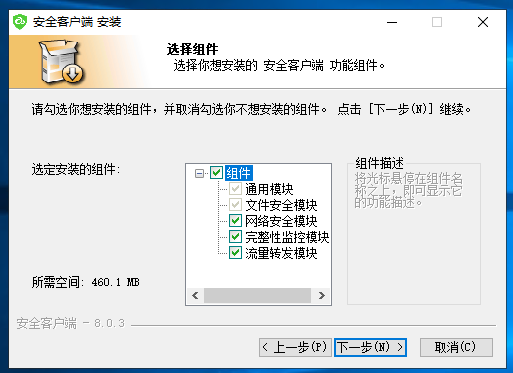 安全客户端 安装
选择组件
选择你想安装的 安全客户端 功能组件。
请勾选你想安装的组件，并取消勾选你不想安装的组件。 点击 [下一步(N)] 继续。
选定安装的组件:
组件
通用模块
文件安全模块
网络安全模块
完整性监控模块
流量转发模块
组件描述
将光标悬停在组件名
称之上，即可显示它
的功能描述。
所需空间: 460.1 MB
安全客户端 - 8.0.3
< 上一步(P)
下一步(N) >
取消(C)